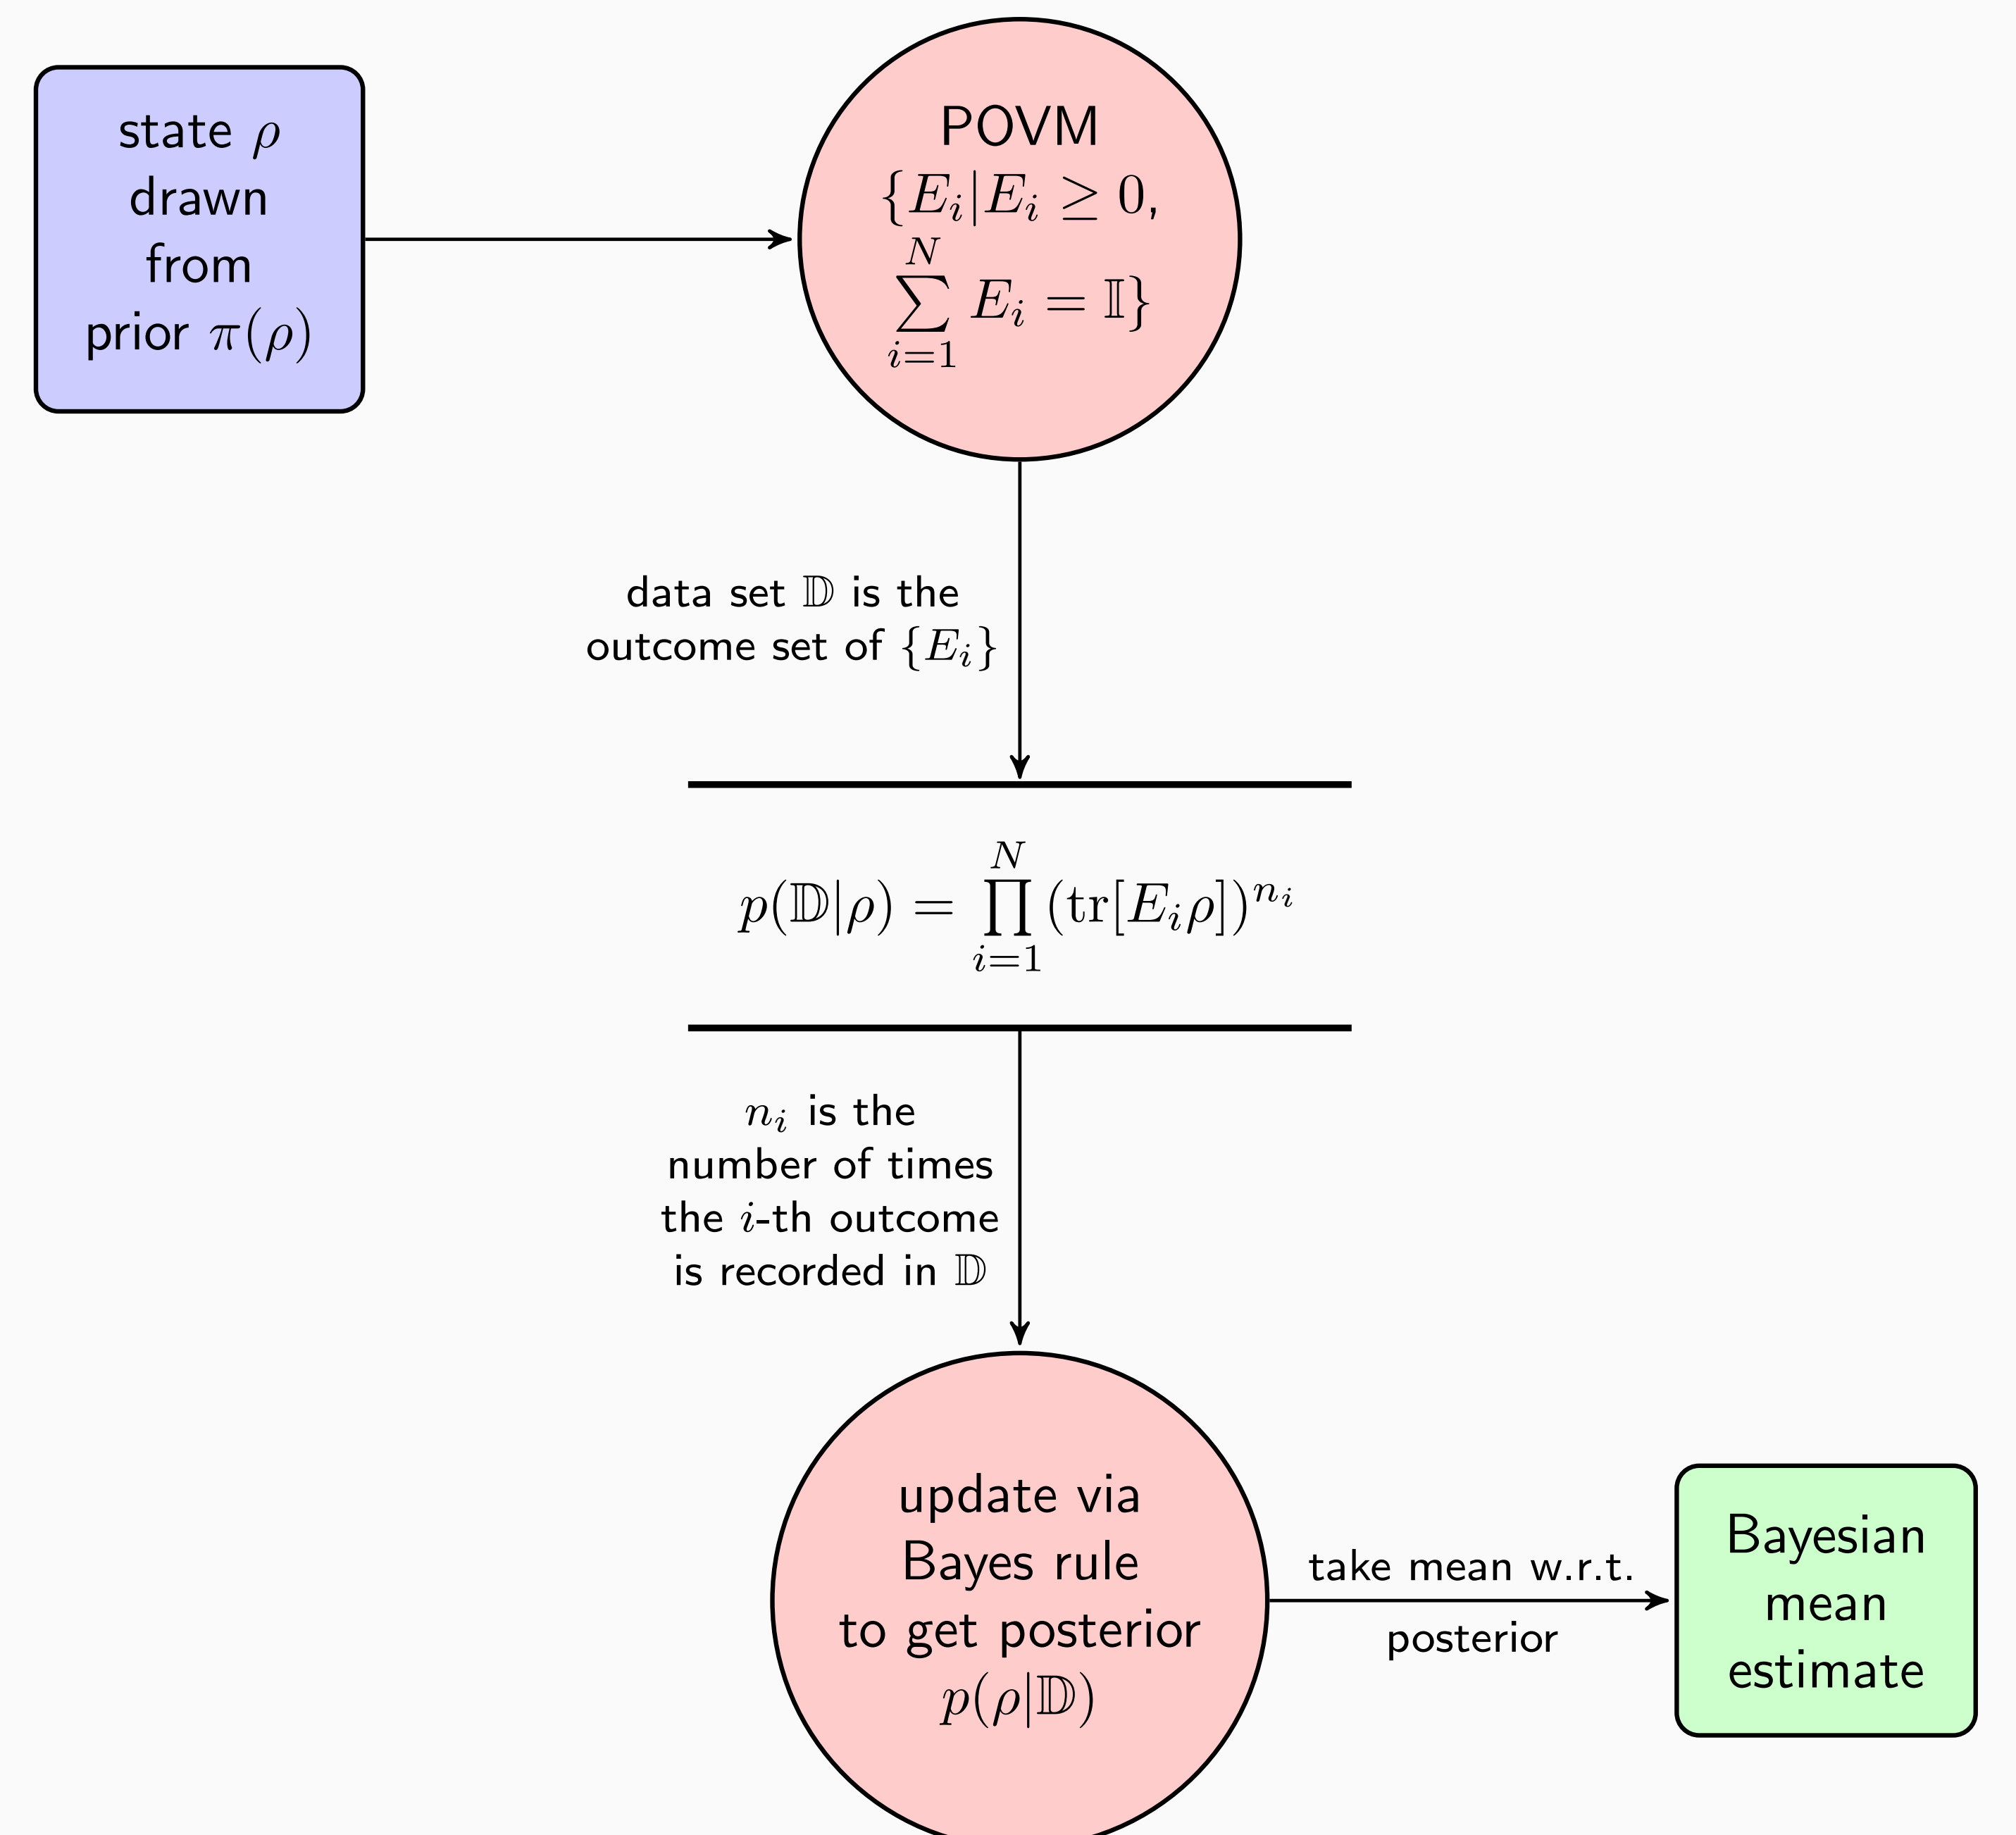 state ρ
drawn
from
prior π(ρ)
POVM
{E_i|E_i ≥ 0,
∑_{i=1}^{N} E_i = 𝕀}
data set 𝔻 is the
outcome set of {E_i}
p(𝔻|ρ) = ∏_{i=1}^{N} (tr[E_iρ])^{n_i}
n_i is the
number of times
the i-th outcome
is recorded in 𝔻
update via
Bayes rule
to get posterior
p(ρ|𝔻)
take mean w.r.t.
posterior
Bayesian
mean
estimate